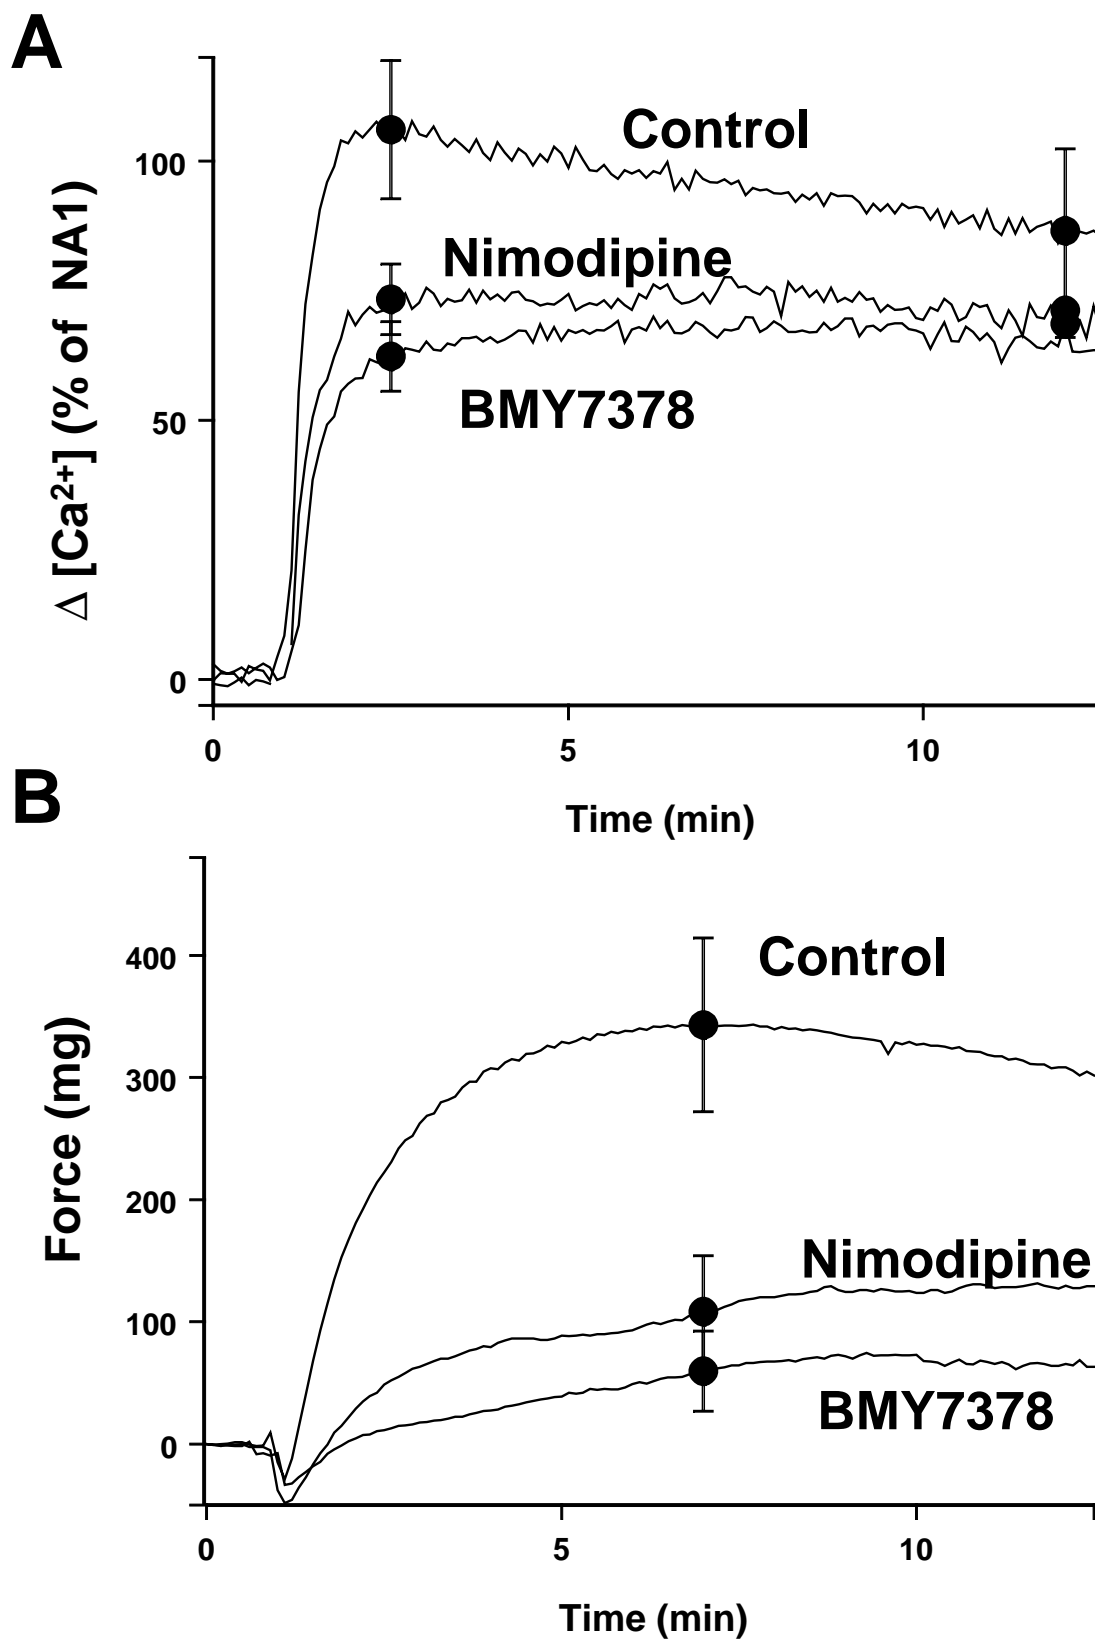 A
Δ [Ca2+] (% of NA1)
100
50
0
Control
Nimodipine
BMY7378
0 5 10
Time (min)
B
Force (mg)
400
300
200
100
0
Control
Nimodipine
BMY7378
0 5 10
Time (min)